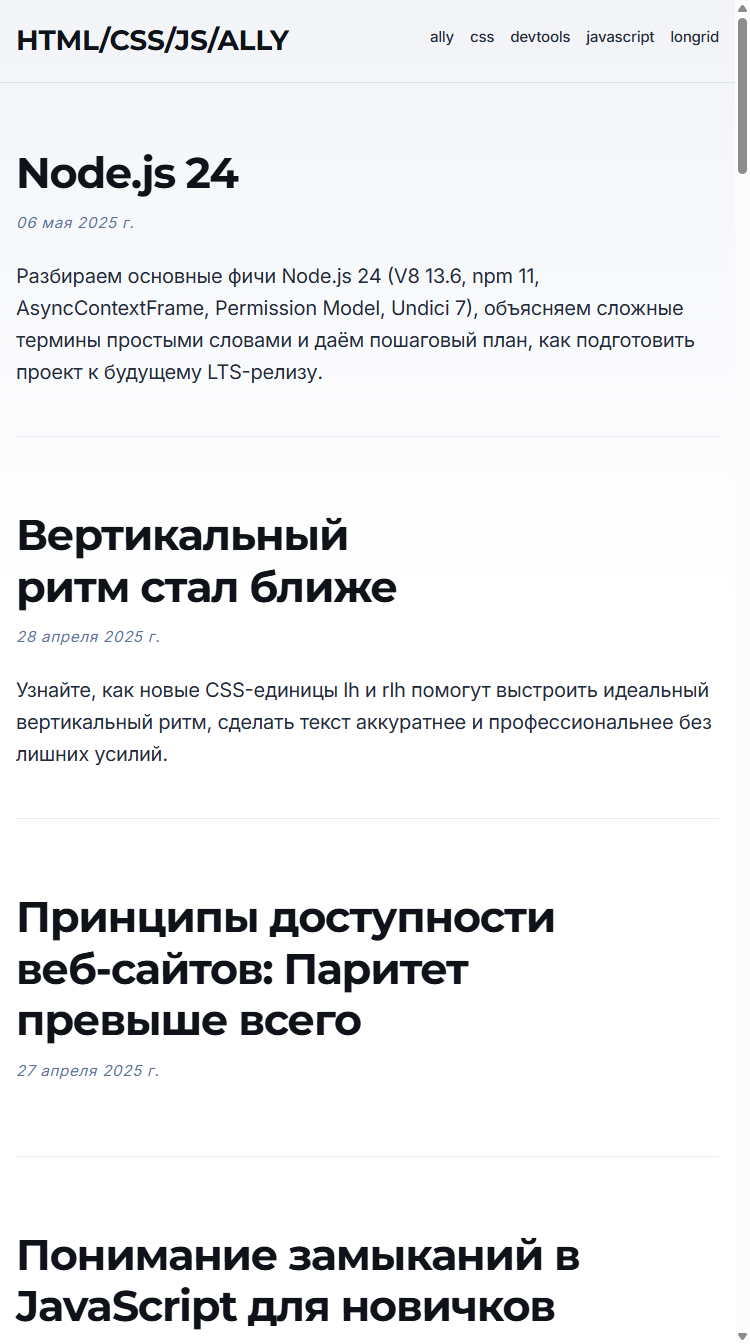 HTML/CSS/JS/ALLY
ally css devtools javascript longrid
Node.js 24
06 мая 2025 г.
Разбираем основные фичи Node.js 24 (V8 13.6, npm 11,
AsyncContextFrame, Permission Model, Undici 7), объясняем сложные
термины простыми словами и даём пошаговый план, как подготовить
проект к будущему LTS-релизу.
Вертикальный
ритм стал ближе
28 апреля 2025 г.
Узнайте, как новые CSS-единицы lh и rlh помогут выстроить идеальный
вертикальный ритм, сделать текст аккуратнее и профессиональнее без
лишних усилий.
Принципы доступности
веб-сайтов: Паритет
превыше всего
27 апреля 2025 г.
Понимание замыканий в
JavaScript для новичков